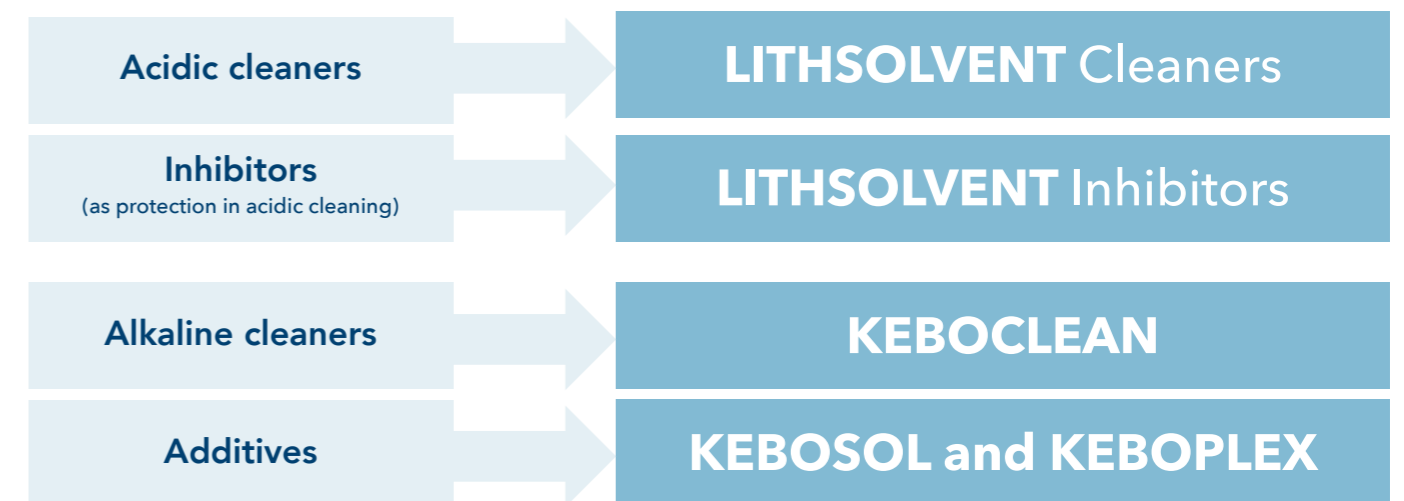 Acidic cleaners
LITHSOLVENT Cleaners
Inhibitors
(as protection in acidic cleaning)
LITHSOLVENT Inhibitors
Alkaline cleaners
KEBOCLEAN
Additives
KEBOSOL and KEBOPLEX